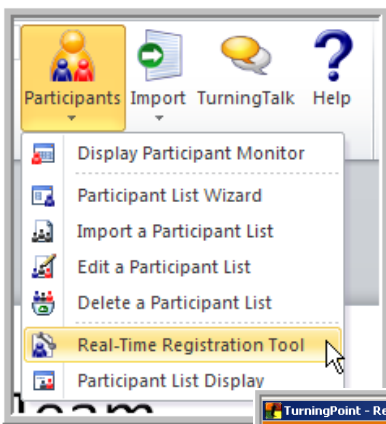 Participants Import TurningTalk Help
Display Participant Monitor
Participant List Wizard
Import a Participant List
Edit a Participant List
Delete a Participant List
Real-Time Registration Tool
Participant List Display
TurningPoint - Re